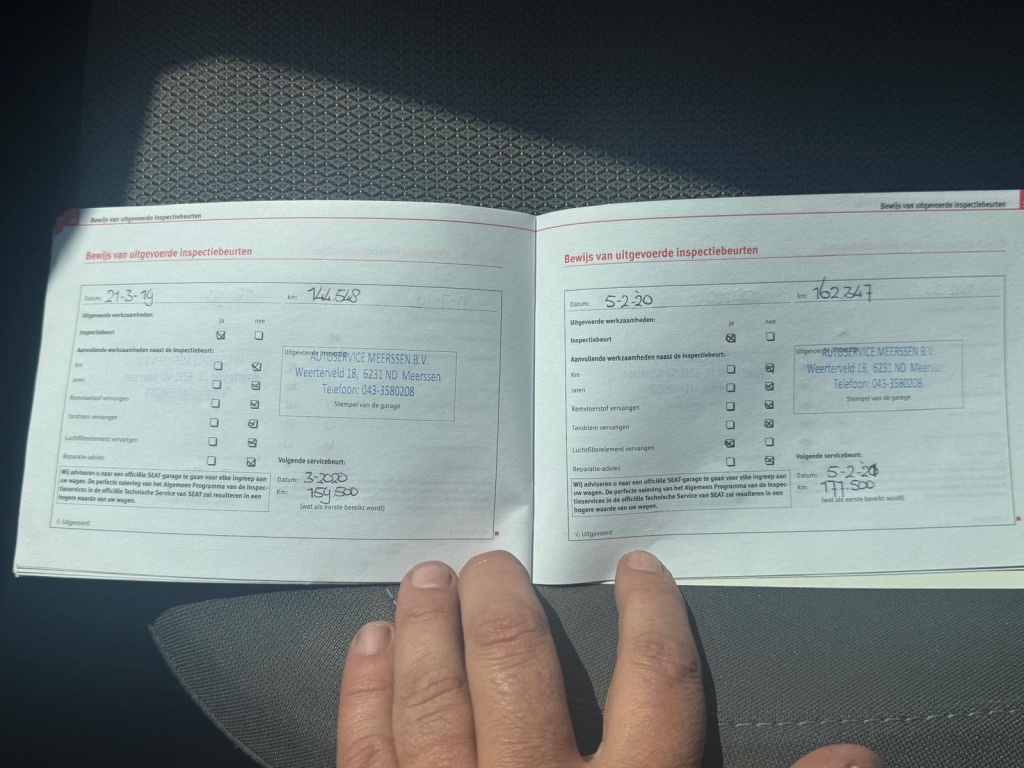 Bewijs van uitgevoerde inspectiebeurten
Bewijs van uitgevoerde inspectiebeurten
Datum: 21-3-19 km: 144.548
Uitgevoerde werkzaamheden:
ja nee
Inspectiebeurt
Aanvullende werkzaamheden naast de inspectiebeurt:
Km
Jaren
Remvloeistof vervangen
Tandriem vervangen
Luchtfilterelement vervangen
Reparatie-advies
Uitgevoerde
AUTOSERVICE MEERSSEN B.V.
Weerterveld 18, 6231 ND Meerssen
Telefoon: 043-3580208
Stempel van de garage
Volgende servicebeurt:
Datum: 3-2020
Km: 159.500
(wat als eerste bereikt wordt)
Wij adviseren u naar een officiële SEAT-garage te gaan voor elke ingreep aan
uw wagen. De perfecte naleving van het Algemeen Programma van de Inspec-
tieservices in de officiële Technische Service van SEAT zal resulteren in een
hogere waarde van uw wagen.
√: Uitgevoerd
Bewijs van uitgevoerde inspectiebeurten
Bewijs van uitgevoerde inspectiebeurten
Datum: 5-2-20 km: 162.347
Uitgevoerde werkzaamheden:
ja nee
Inspectiebeurt
Aanvullende werkzaamheden naast de inspectiebeurt:
Km
Jaren
Remvloeistof vervangen
Tandriem vervangen
Luchtfilterelement vervangen
Reparatie-advies
Uitgevoerde
AUTOSERVICE MEERSSEN B.V.
Weerterveld 18, 6231 ND Meerssen
Telefoon: 043-3580208
Stempel van de garage
Volgende servicebeurt:
Datum: 5-2-21
Km: 177.500
(wat als eerste bereikt wordt)
Wij adviseren u naar een officiële SEAT-garage te gaan voor elke ingreep aan
uw wagen. De perfecte naleving van het Algemeen Programma van de Inspec-
tieservices in de officiële Technische Service van SEAT zal resulteren in een
hogere waarde van uw wagen.
√: Uitgevoerd